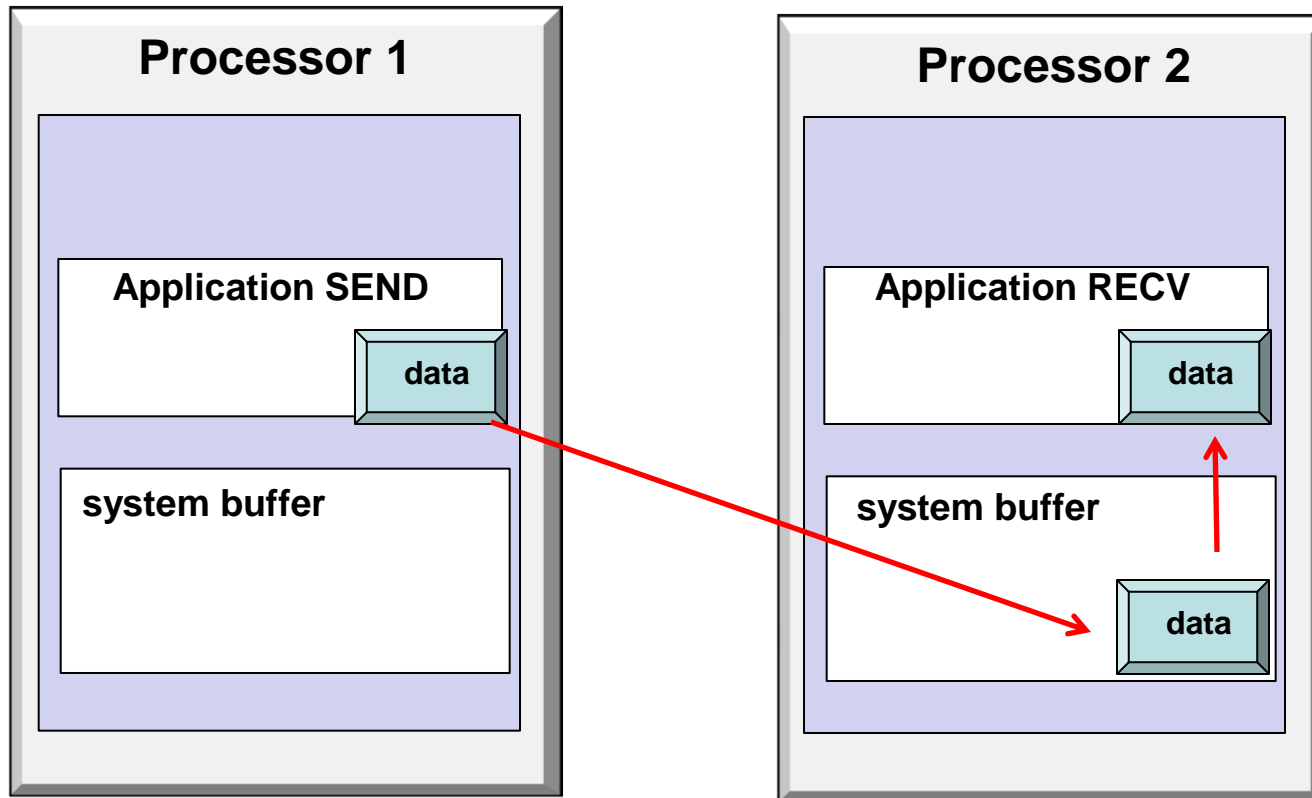 Processor 1
Application SEND
data
system buffer
Processor 2
Application RECV
data
system buffer
data